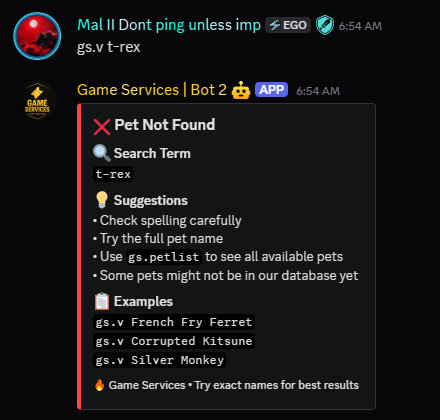 Mal II Dont ping unless imp ⚡ EGO 6:54 AM
gs.v t-rex
GAME
SERVICES
Game Services | Bot 2 🤖 APP 6:54 AM
❌ Pet Not Found
🔍 Search Term
t-rex
💡 Suggestions
• Check spelling carefully
• Try the full pet name
• Use gs.petlist to see all available pets
• Some pets might not be in our database yet
📋 Examples
gs.v French Fry Ferret
gs.v Corrupted Kitsune
gs.v Silver Monkey
🔥 Game Services • Try exact names for best results